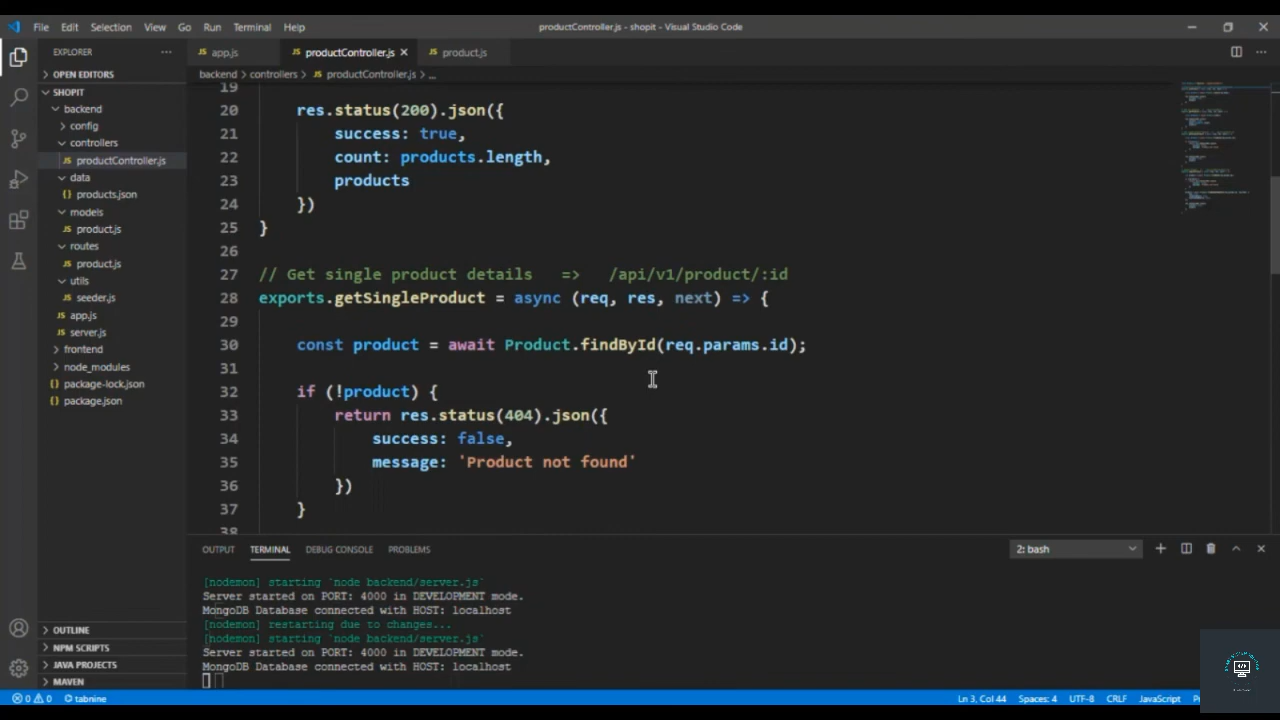 File Edit Selection View Go Run Terminal Help productController.js - shopit - Visual Studio Code
EXPLORER
OPEN EDITORS
SHOPIT
backend
config
controllers
productController.js
data
products.json
models
product.js
routes
product.js
utils
seeder.js
app.js
server.js
frontend
node_modules
package-lock.json
package.json
OUTLINE
NPM SCRIPTS
JAVA PROJECTS
MAVEN
app.js productController.js product.js
backend > controllers > productController.js > ...
19
20 res.status(200).json({
21 success: true,
22 count: products.length,
23 products
24 })
25 }
26
27 // Get single product details => /api/v1/product/:id
28 exports.getSingleProduct = async (req, res, next) => {
29
30 const product = await Product.findById(req.params.id);
31
32 if (!product) {
33 return res.status(404).json({
34 success: false,
35 message: 'Product not found'
36 })
37 }
38
OUTPUT TERMINAL DEBUG CONSOLE PROBLEMS 2: bash
[nodemon] starting `node backend/server.js`
Server started on PORT: 4000 in DEVELOPMENT mode.
MongoDB Database connected with HOST: localhost
[nodemon] restarting due to changes...
[nodemon] starting `node backend/server.js`
Server started on PORT: 4000 in DEVELOPMENT mode.
MongoDB Database connected with HOST: localhost
0 0 tabnine Ln 3, Col 44 Spaces: 4 UTF-8 CRLF JavaScript